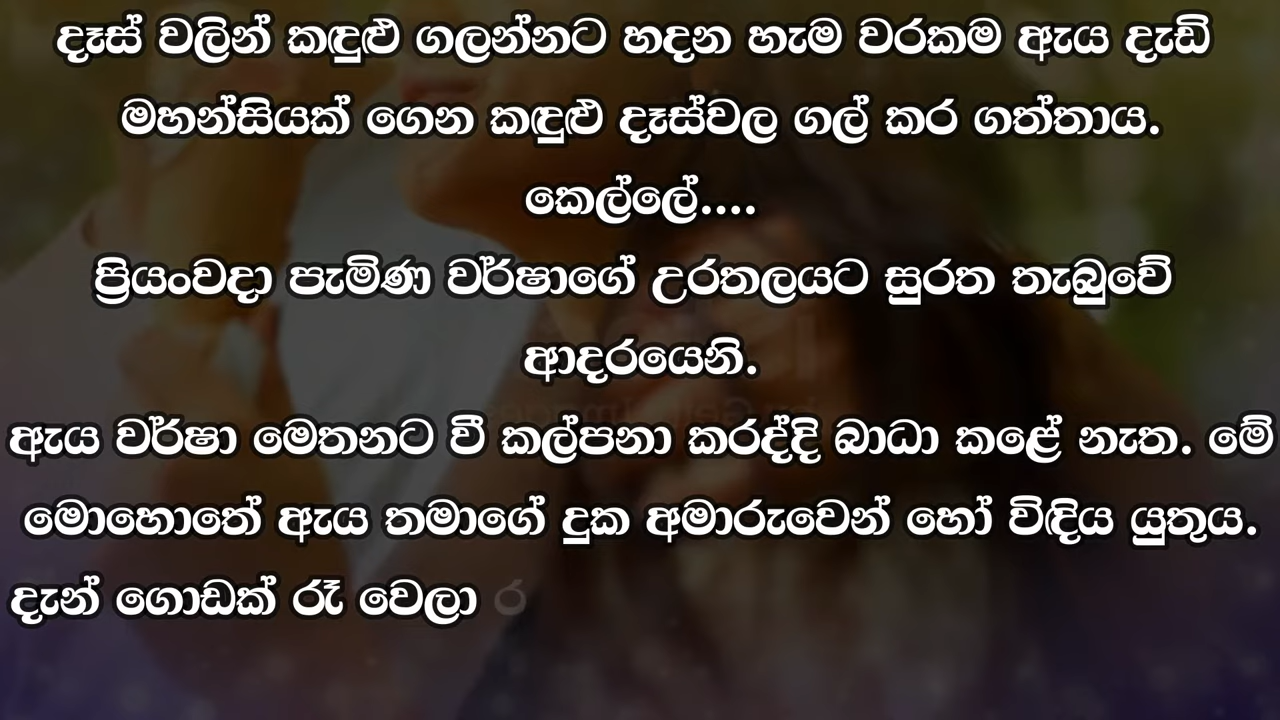 දෑස් වලින් කඳුළු ගලන්නට හදන හැම වරකම ඇය දැඩි
මහන්සියක් ගෙන කඳුළු දෑස්වල ගල් කර ගත්තාය.
කෙල්ලේ....
ප්‍රියංවදා පැමිණ වර්ෂාගේ උරතලයට සුරත තැබුවේ
ආදරයෙනි.
ඇය වර්ෂා මෙතනට වී කල්පනා කරද්දි බාධා කළේ නැත. මේ
මොහොතේ ඇය තමාගේ දුක අමාරුවෙන් හෝ විඳිය යුතුය.
දැන් ගොඩක් රෑ වෙලා ර